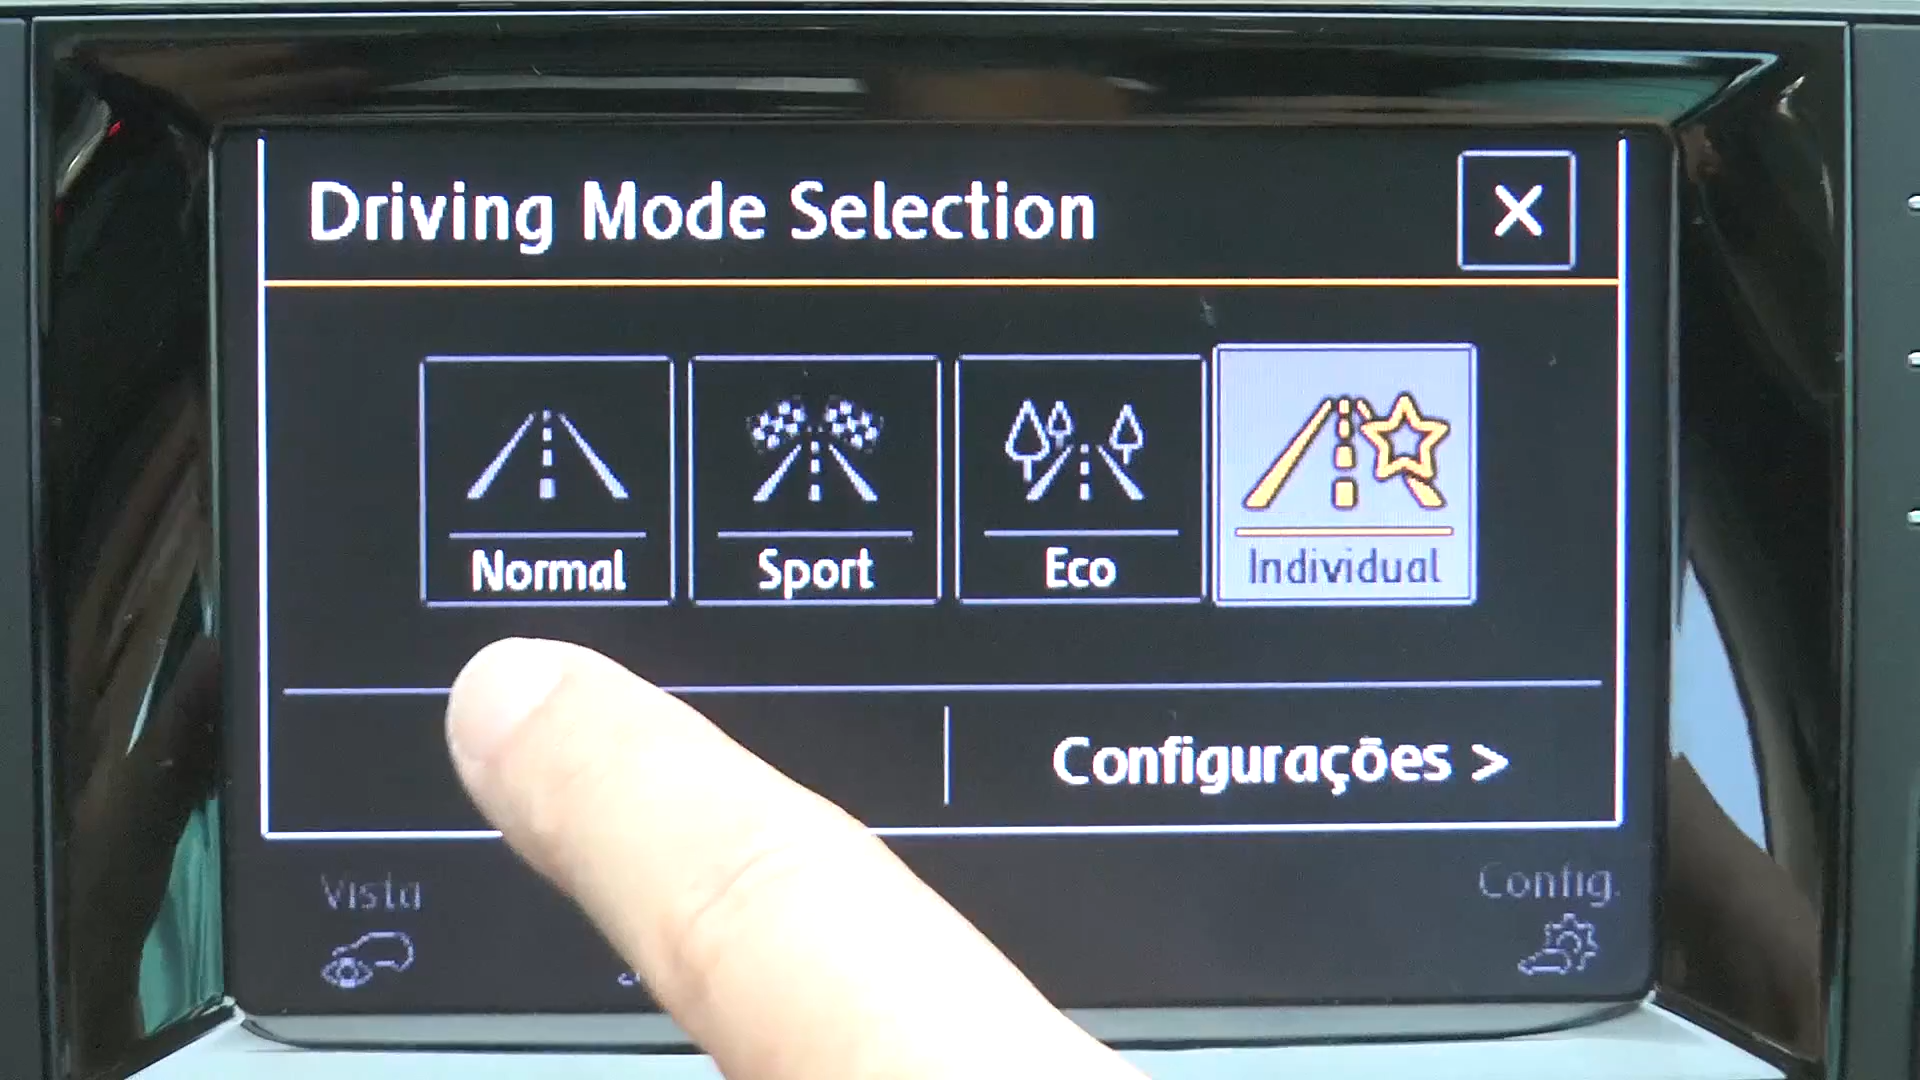 Driving Mode Selection
Normal
Sport
Eco
Individual
Configurações >
Vista
Config.